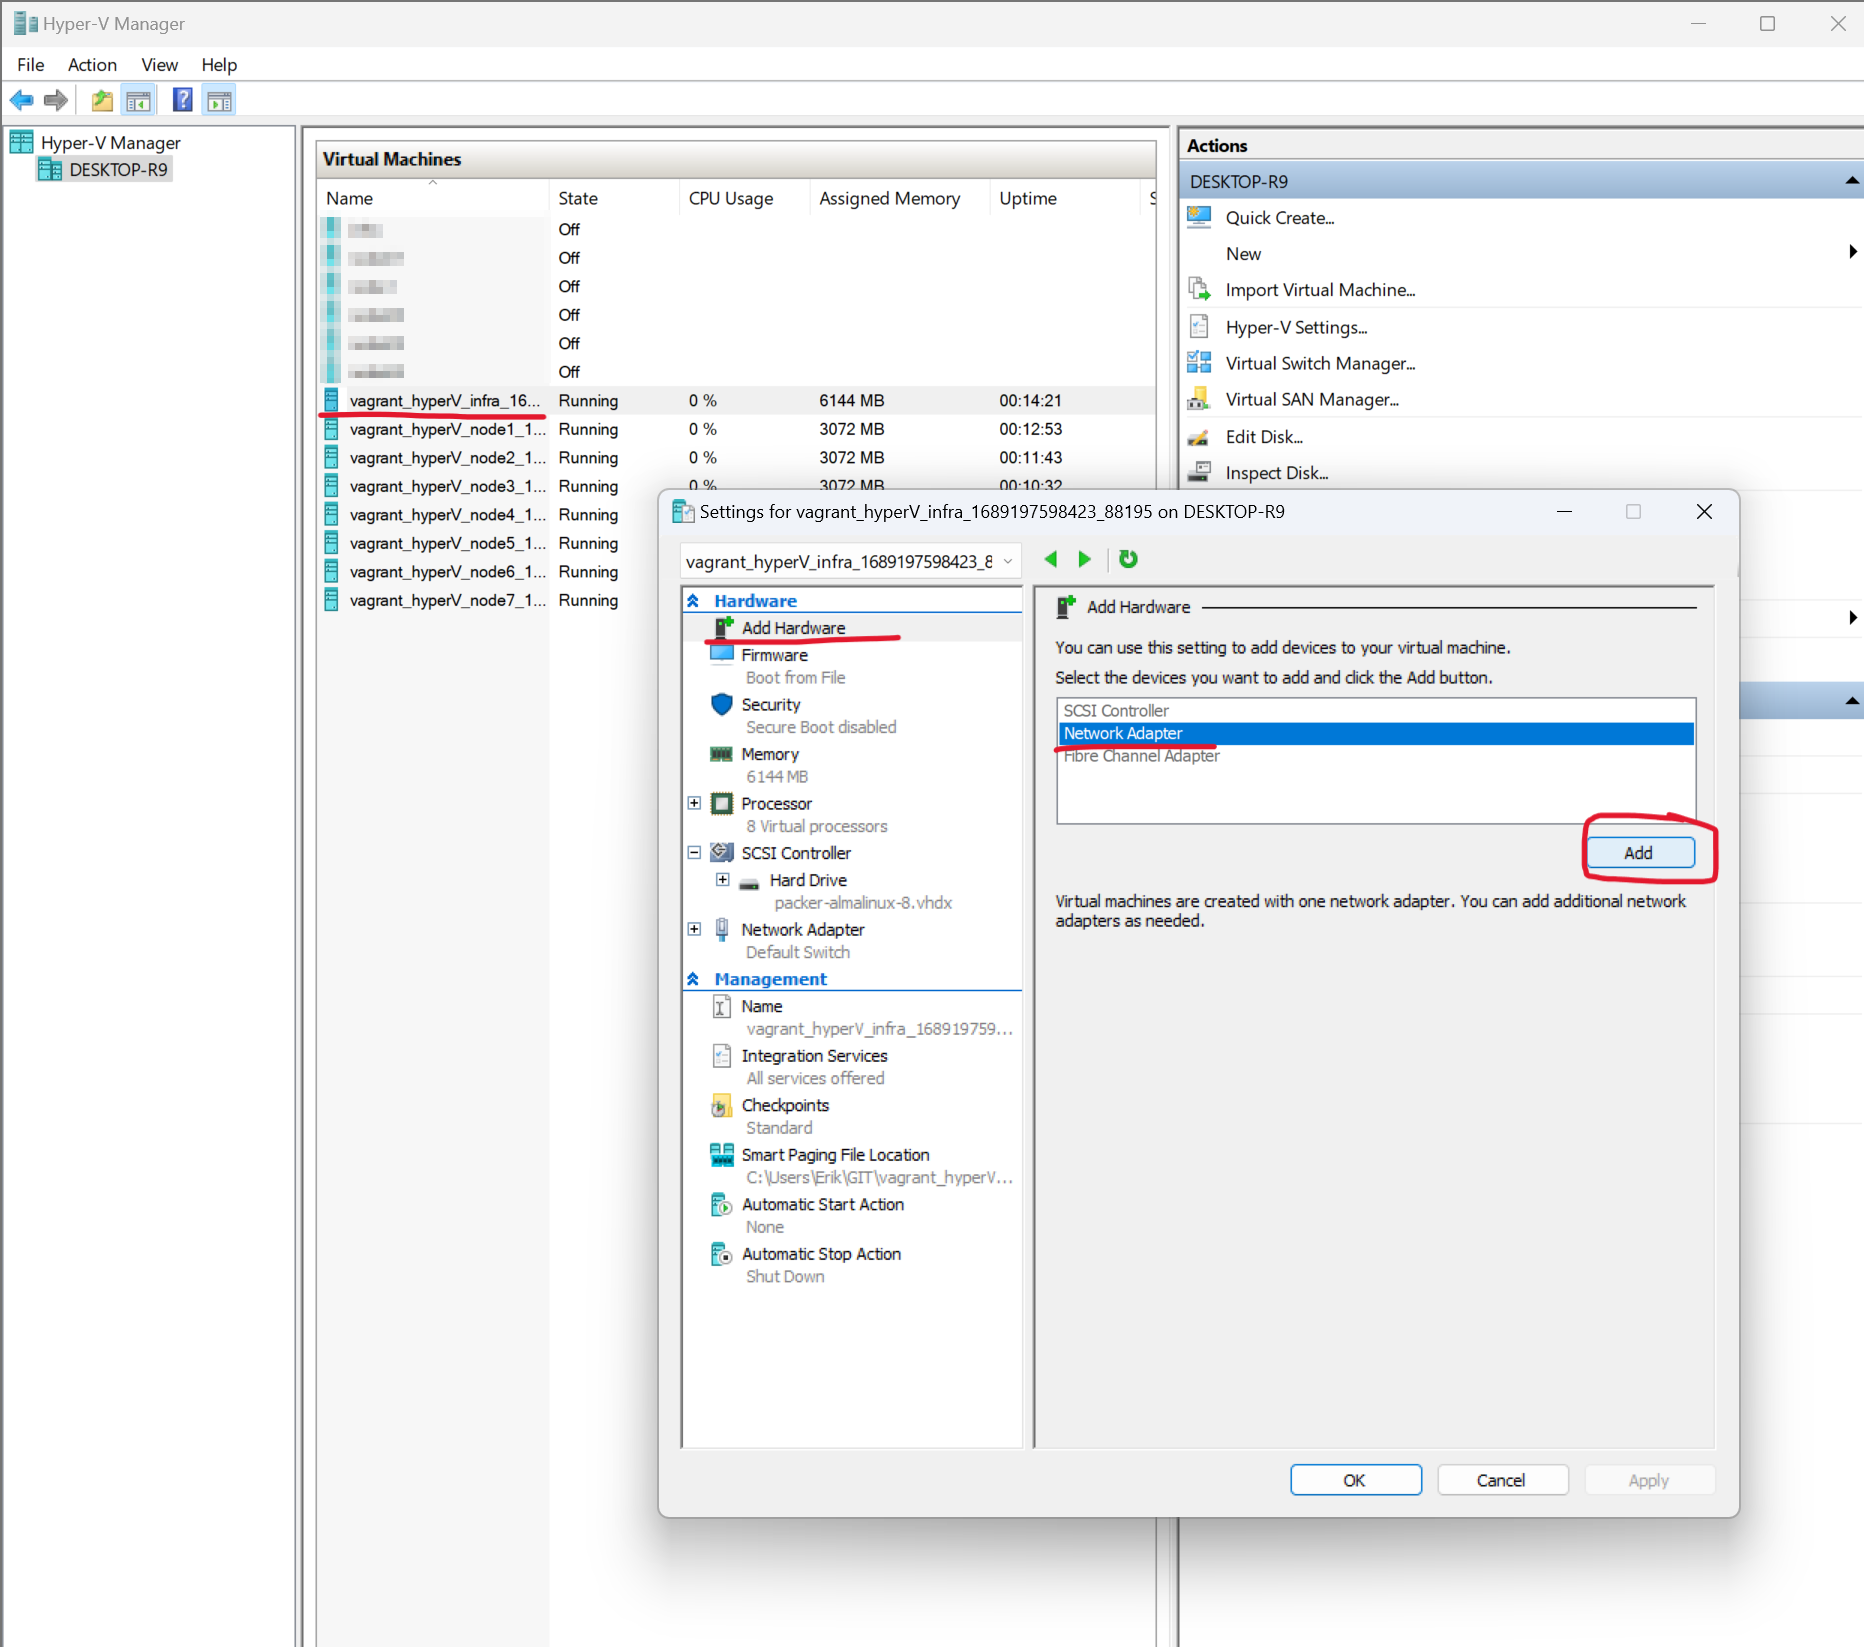 Hyper-V Manager
File Action View Help
Hyper-V Manager
DESKTOP-R9
Virtual Machines
Name State CPU Usage Assigned Memory Uptime S
Off
Off
Off
Off
Off
Off
vagrant_hyperV_infra_16... Running 0 % 6144 MB 00:14:21
vagrant_hyperV_node1_1... Running 0 % 3072 MB 00:12:53
vagrant_hyperV_node2_1... Running 0 % 3072 MB 00:11:43
vagrant_hyperV_node3_1... Running 0 % 3072 MB 00:10:32
vagrant_hyperV_node4_1... Running
vagrant_hyperV_node5_1... Running
vagrant_hyperV_node6_1... Running
vagrant_hyperV_node7_1... Running
Actions
DESKTOP-R9
Quick Create...
New
Import Virtual Machine...
Hyper-V Settings...
Virtual Switch Manager...
Virtual SAN Manager...
Edit Disk...
Inspect Disk...
Settings for vagrant_hyperV_infra_1689197598423_88195 on DESKTOP-R9
vagrant_hyperV_infra_1689197598423_8
Hardware
Add Hardware
Firmware
Boot from File
Security
Secure Boot disabled
Memory
6144 MB
Processor
8 Virtual processors
SCSI Controller
Hard Drive
packer-almalinux-8.vhdx
Network Adapter
Default Switch
Management
Name
vagrant_hyperV_infra_168919759...
Integration Services
All services offered
Checkpoints
Standard
Smart Paging File Location
C:\Users\Erik\GIT\vagrant_hyperV...
Automatic Start Action
None
Automatic Stop Action
Shut Down
Add Hardware
You can use this setting to add devices to your virtual machine.
Select the devices you want to add and click the Add button.
SCSI Controller
Network Adapter
Fibre Channel Adapter
Add
Virtual machines are created with one network adapter. You can add additional network
adapters as needed.
OK Cancel Apply